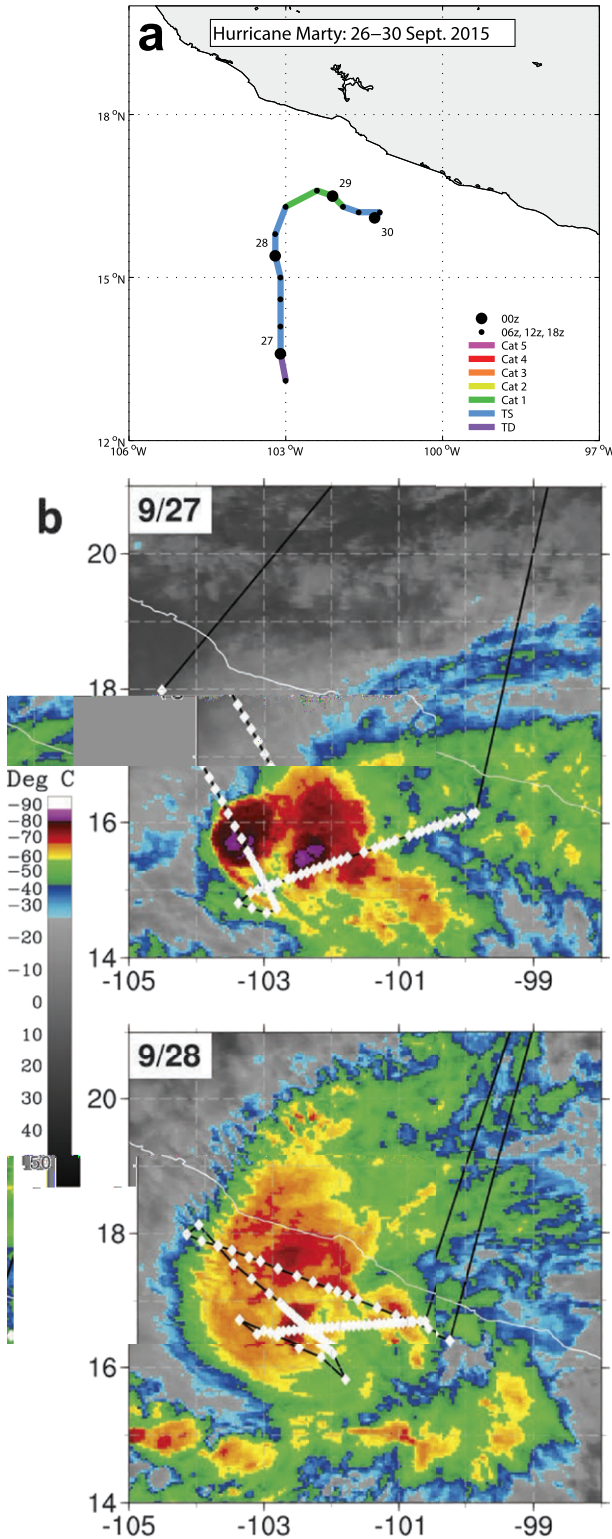 a
Hurricane Marty: 26–30 Sept. 2015
18°N
29
30
28
15°N
27
00z
06z, 12z, 18z
Cat 5
Cat 4
Cat 3
Cat 2
Cat 1
TS
TD
12°N
106 °W
103 °W
100 °W
97 °W
b
9/27
20
18
16
14
-105
-103
-101
-99
Deg C
-90
-80
-70
-60
-50
-40
-30
-20
-10
0
10
20
30
40
50
9/28
20
18
16
14
-105
-103
-101
-99